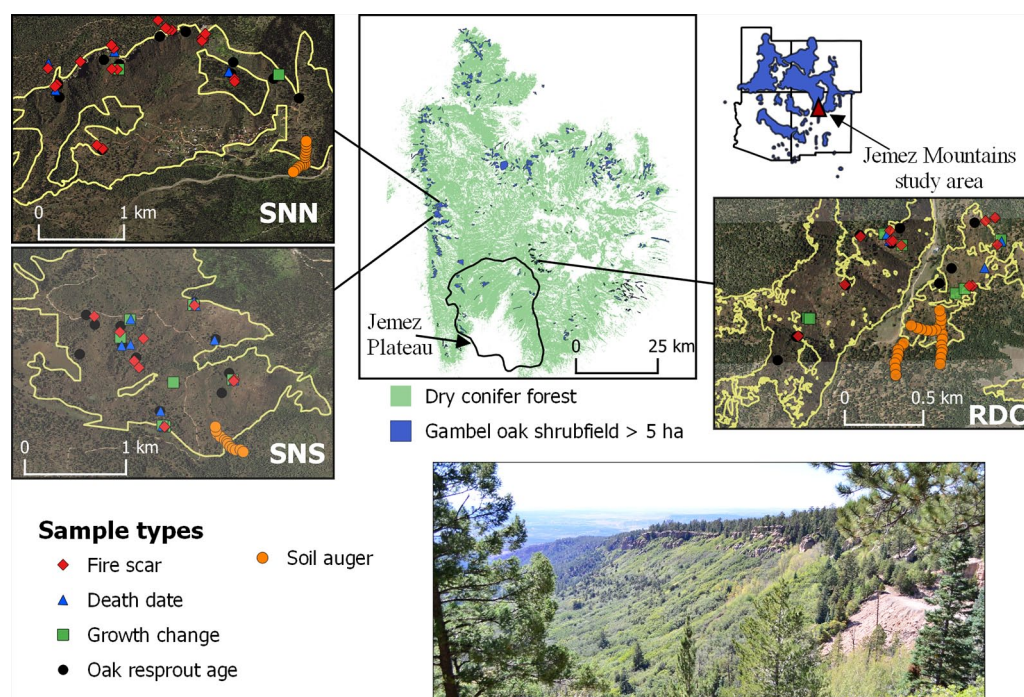 0
1 km
SNN
0
1 km
SNS
Jemez
Plateau
0
25 km
Dry conifer forest
Gambel oak shrubfield > 5 ha
Jemez Mountains
study area
0
0.5 km
RDC
Sample types
Fire scar
Death date
Growth change
Oak resprout age
Soil auger